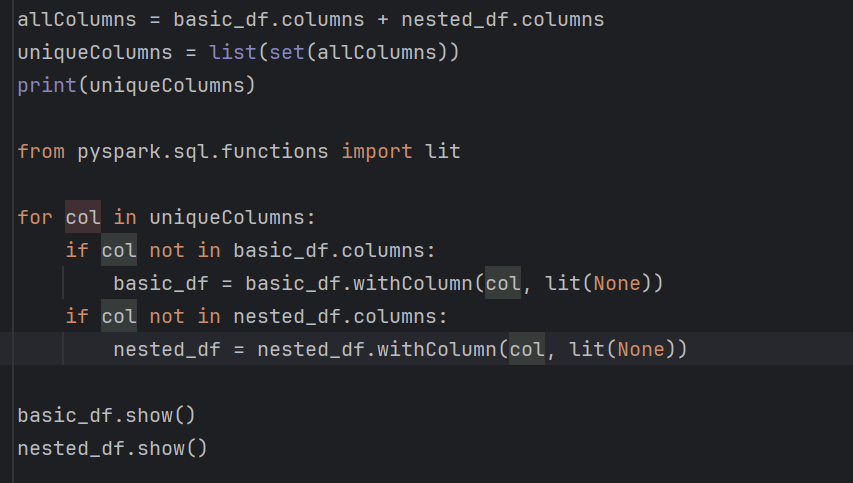 allColumns = basic_df.columns + nested_df.columns
uniqueColumns = list(set(allColumns))
print(uniqueColumns)
from pyspark.sql.functions import lit
for col in uniqueColumns:
    if col not in basic_df.columns:
        basic_df = basic_df.withColumn(col, lit(None))
    if col not in nested_df.columns:
        nested_df = nested_df.withColumn(col, lit(None))
basic_df.show()
nested_df.show()